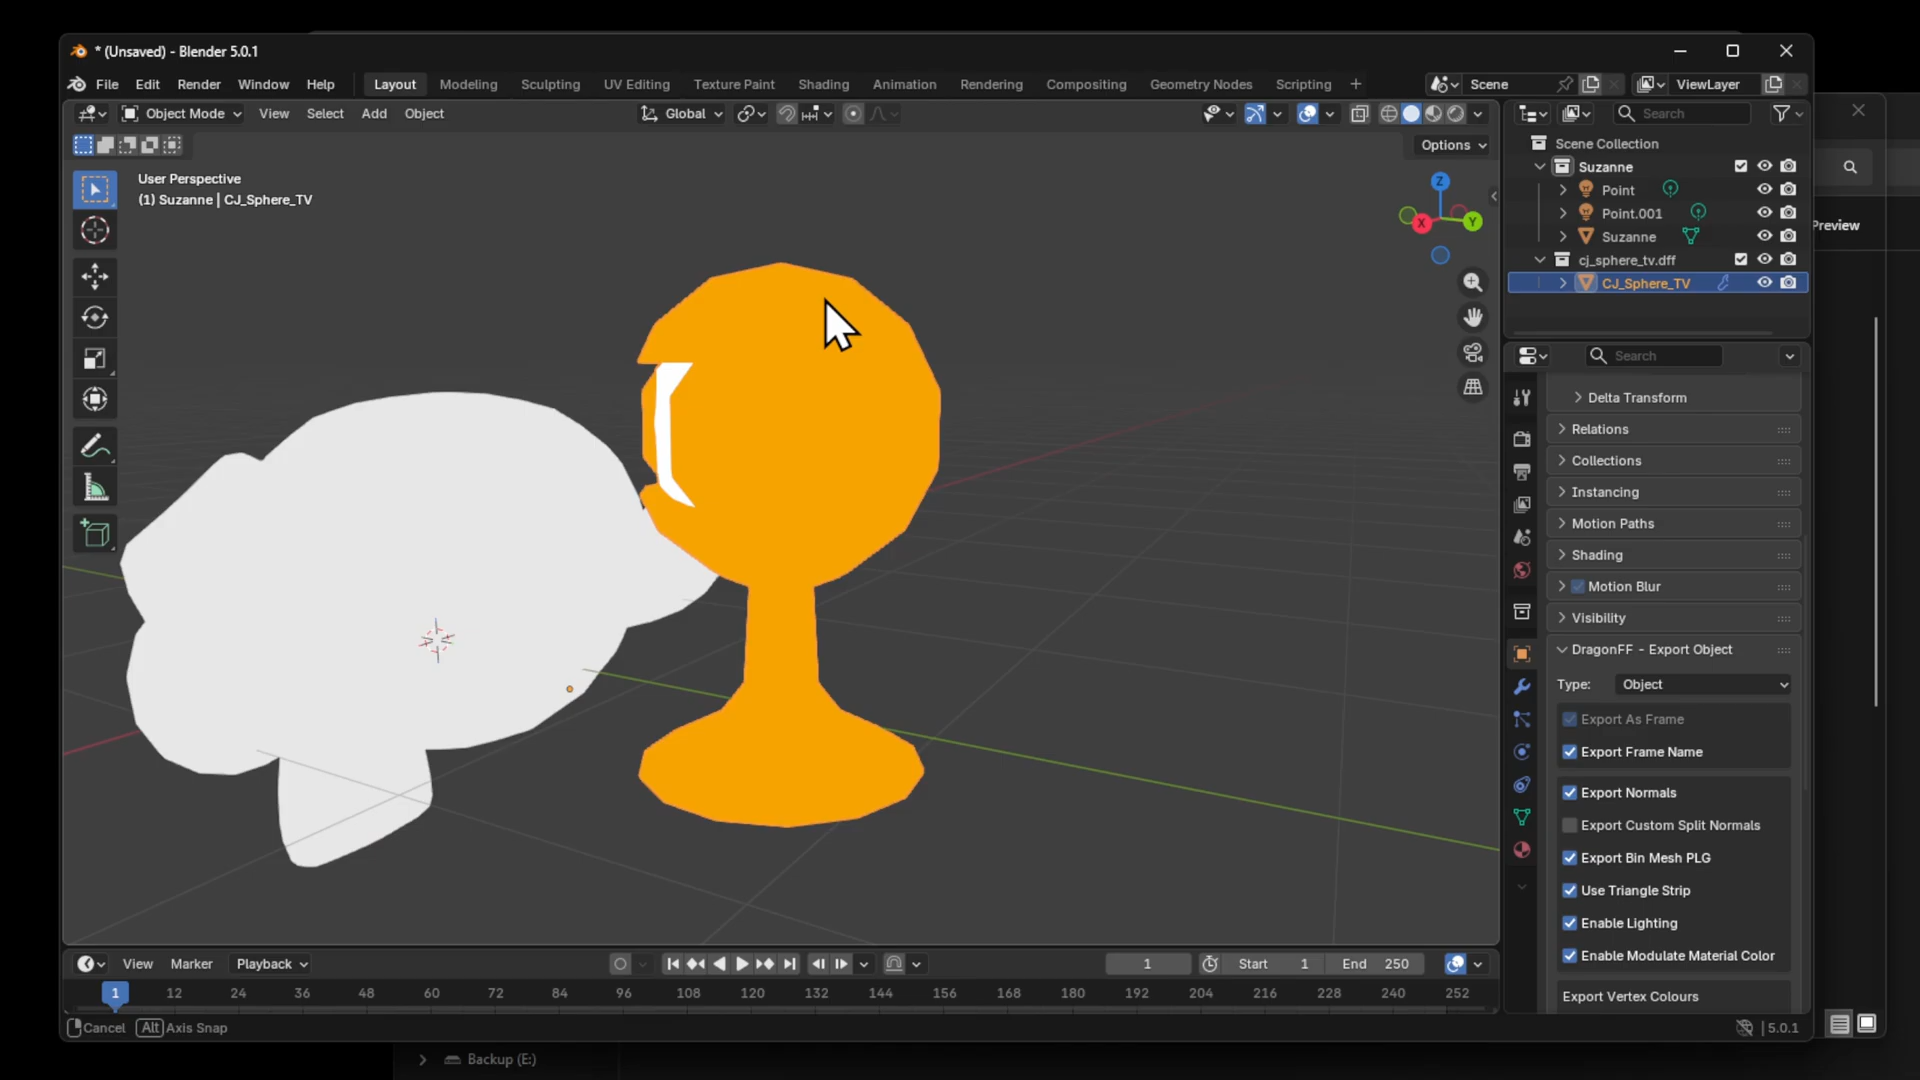 * (Unsaved) - Blender 5.0.1
File Edit Render Window Help Layout Modeling Sculpting UV Editing Texture Paint Shading Animation Rendering Compositing Geometry Nodes Scripting + Scene ViewLayer
Object Mode View Select Add Object Global Search
Options
User Perspective
(1) Suzanne | CJ_Sphere_TV
Z
X
Y
Scene Collection
Suzanne
Point
Point.001
Suzanne
cj_sphere_tv.dff
CJ_Sphere_TV
Preview
Search
Delta Transform
Relations
Collections
Instancing
Motion Paths
Shading
Motion Blur
Visibility
DragonFF - Export Object
Type: Object
Export As Frame
Export Frame Name
Export Normals
Export Custom Split Normals
Export Bin Mesh PLG
Use Triangle Strip
Enable Lighting
Enable Modulate Material Color
Export Vertex Colours
View Marker Playback 1 Start 1 End 250
1 12 24 36 48 60 72 84 96 108 120 132 144 156 168 180 192 204 216 228 240 252
Cancel Alt Axis Snap 5.0.1
Backup (E:)